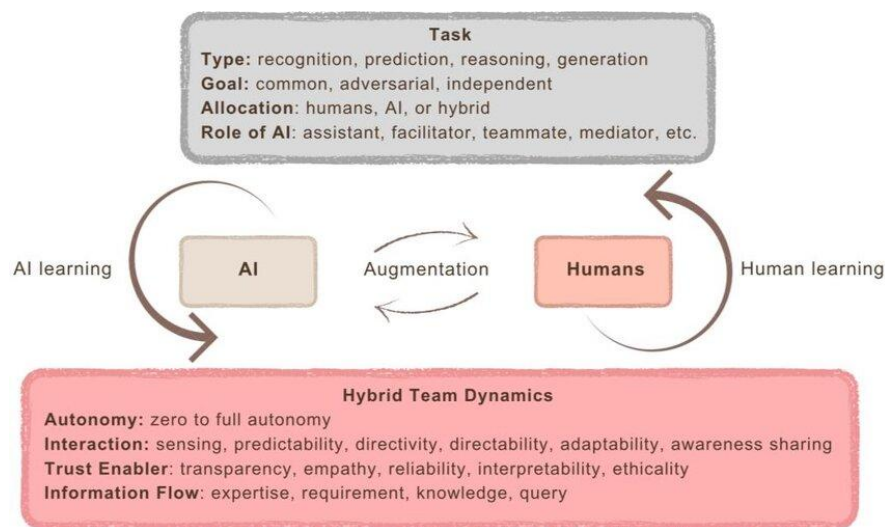 Task
Type: recognition, prediction, reasoning, generation
Goal: common, adversarial, independent
Allocation: humans, AI, or hybrid
Role of AI: assistant, facilitator, teammate, mediator, etc.
AI learning
AI
Augmentation
Humans
Human learning
Hybrid Team Dynamics
Autonomy: zero to full autonomy
Interaction: sensing, predictability, directivity, directability, adaptability, awareness sharing
Trust Enabler: transparency, empathy, reliability, interpretability, ethicality
Information Flow: expertise, requirement, knowledge, query